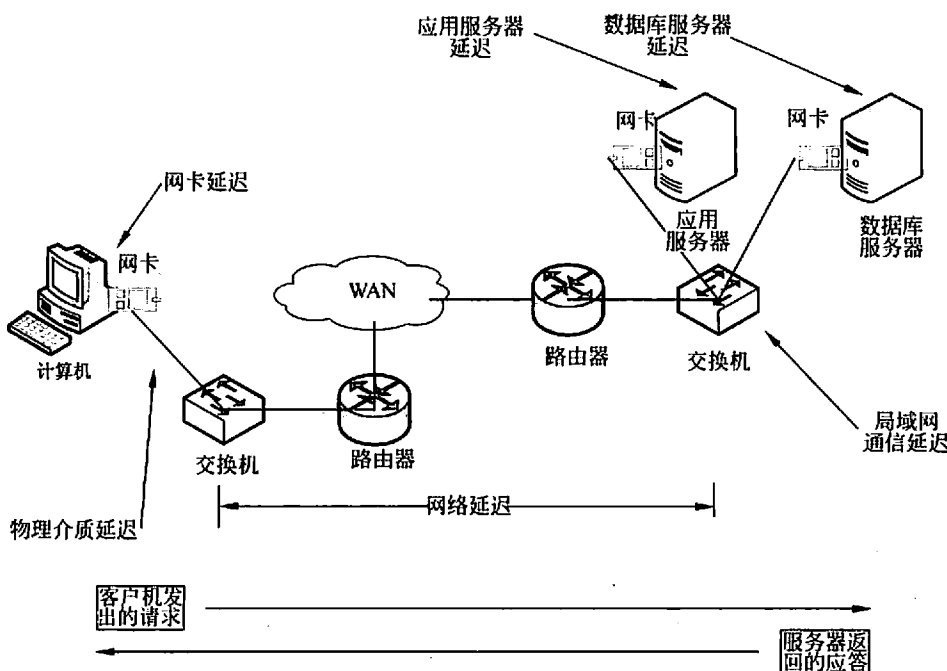 应用服务器
延迟
数据库服务器
延迟
网卡
网卡
网卡延迟
网卡
应用
服务器
数据库
服务器
WAN
计算机
路由器
交换机
交换机
路由器
局域网
通信延迟
网络延迟
物理介质延迟
客户机发
出的请求
服务器返
回的应答